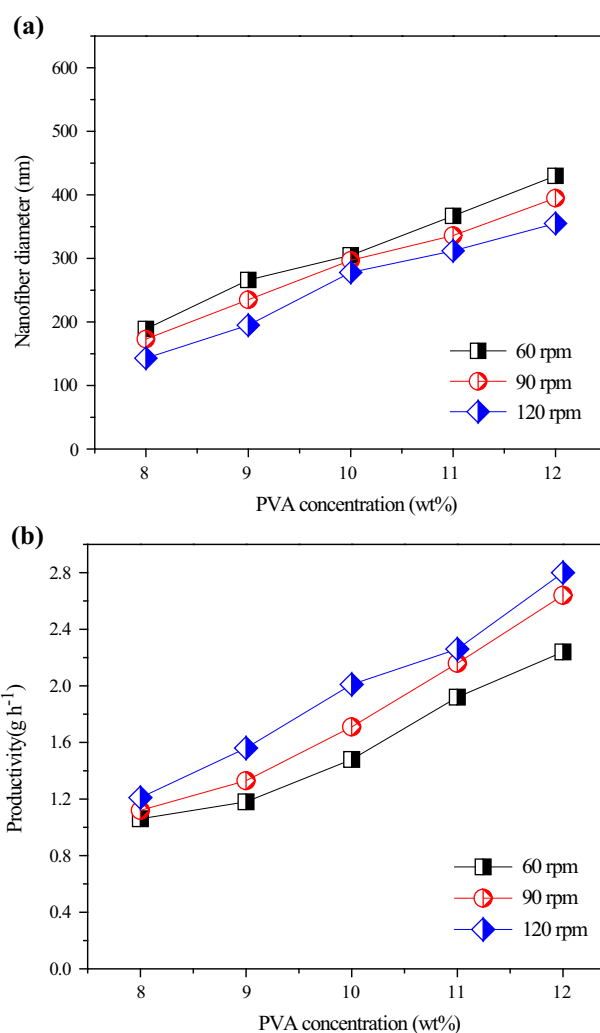 (a)
600
500
400
300
200
100
0
Nanofiber diameter (nm)
60 rpm
90 rpm
120 rpm
8 9 10 11 12
PVA concentration (wt%)
(b)
2.8
2.4
2.0
1.6
1.2
0.8
0.4
0.0
Productivity(g h⁻¹)
60 rpm
90 rpm
120 rpm
8 9 10 11 12
PVA concentration (wt%)